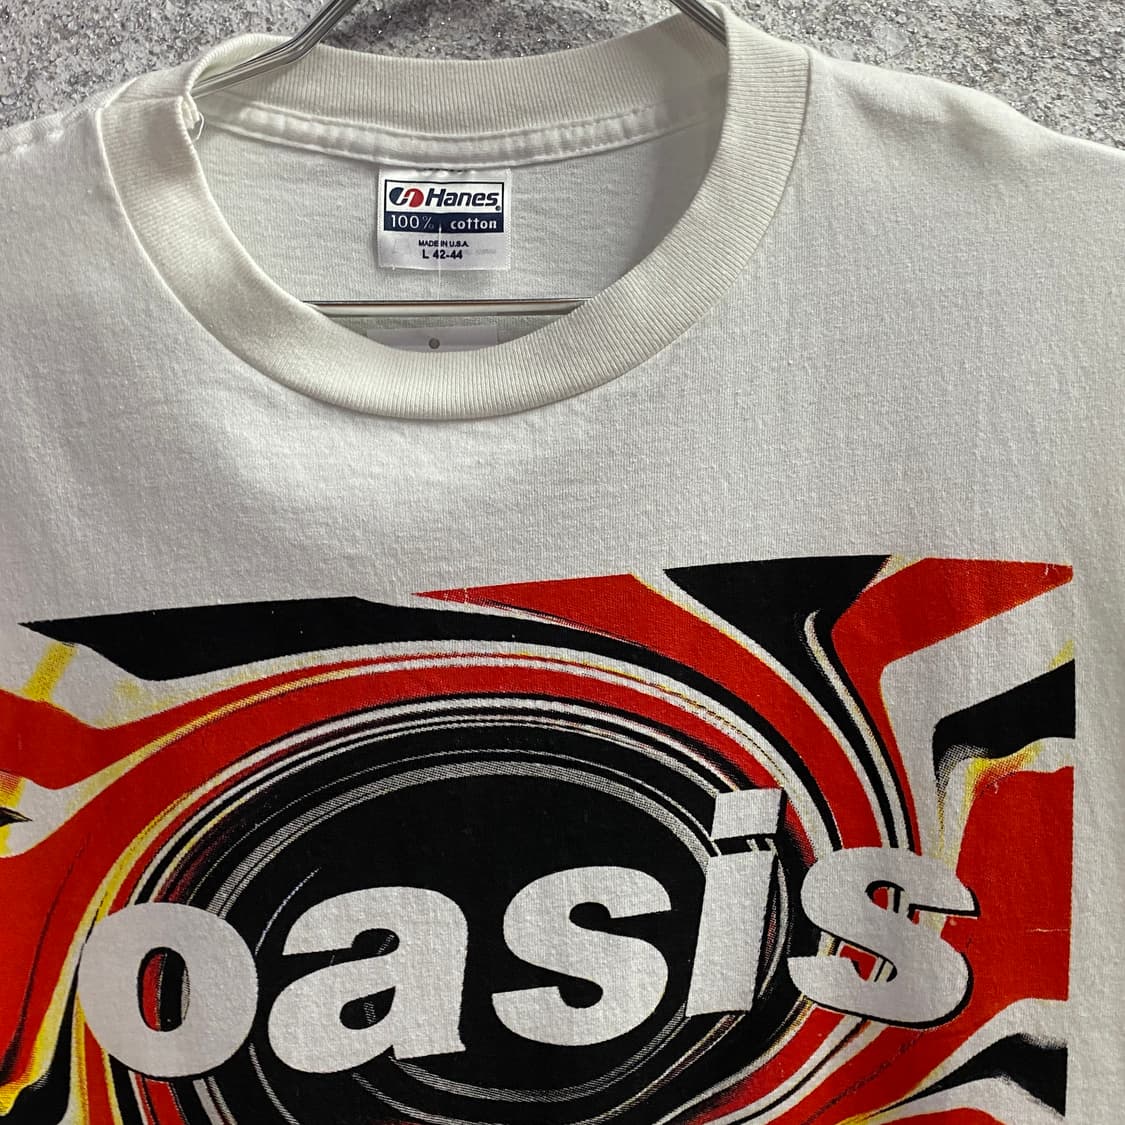 Hanes
100% cotton
MADE IN U.S.A.
L 42-44
oasis